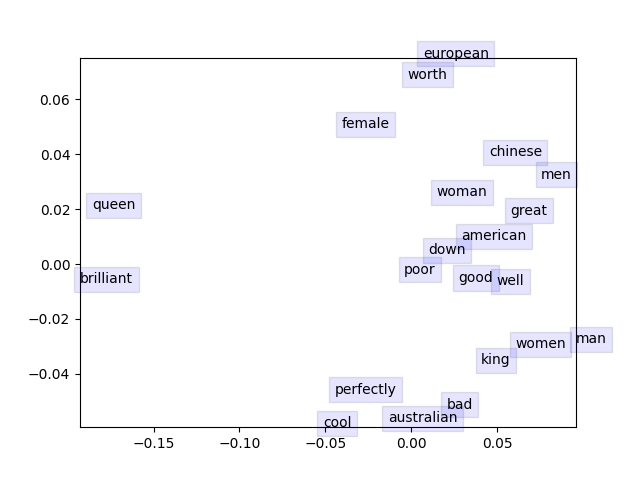 european
worth
0.06
female
0.04
chinese
men
woman
0.02
queen
great
american
down
0.00
poor
good
well
brilliant
−0.02
man
women
king
−0.04
perfectly
bad
australian
cool
−0.15
−0.10
−0.05
0.00
0.05